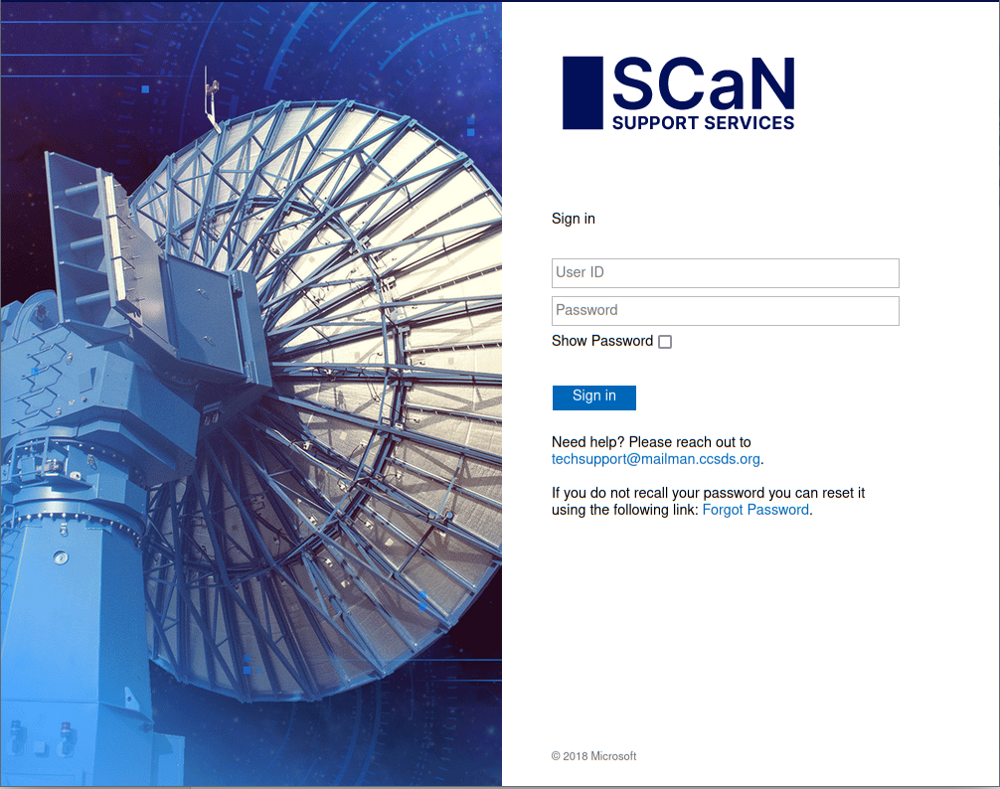 SCaN
SUPPORT SERVICES
Sign in
User ID
Password
Show Password
Sign in
Need help? Please reach out to
techsupport@mailman.ccsds.org.
If you do not recall your password you can reset it
using the following link: Forgot Password.
© 2018 Microsoft